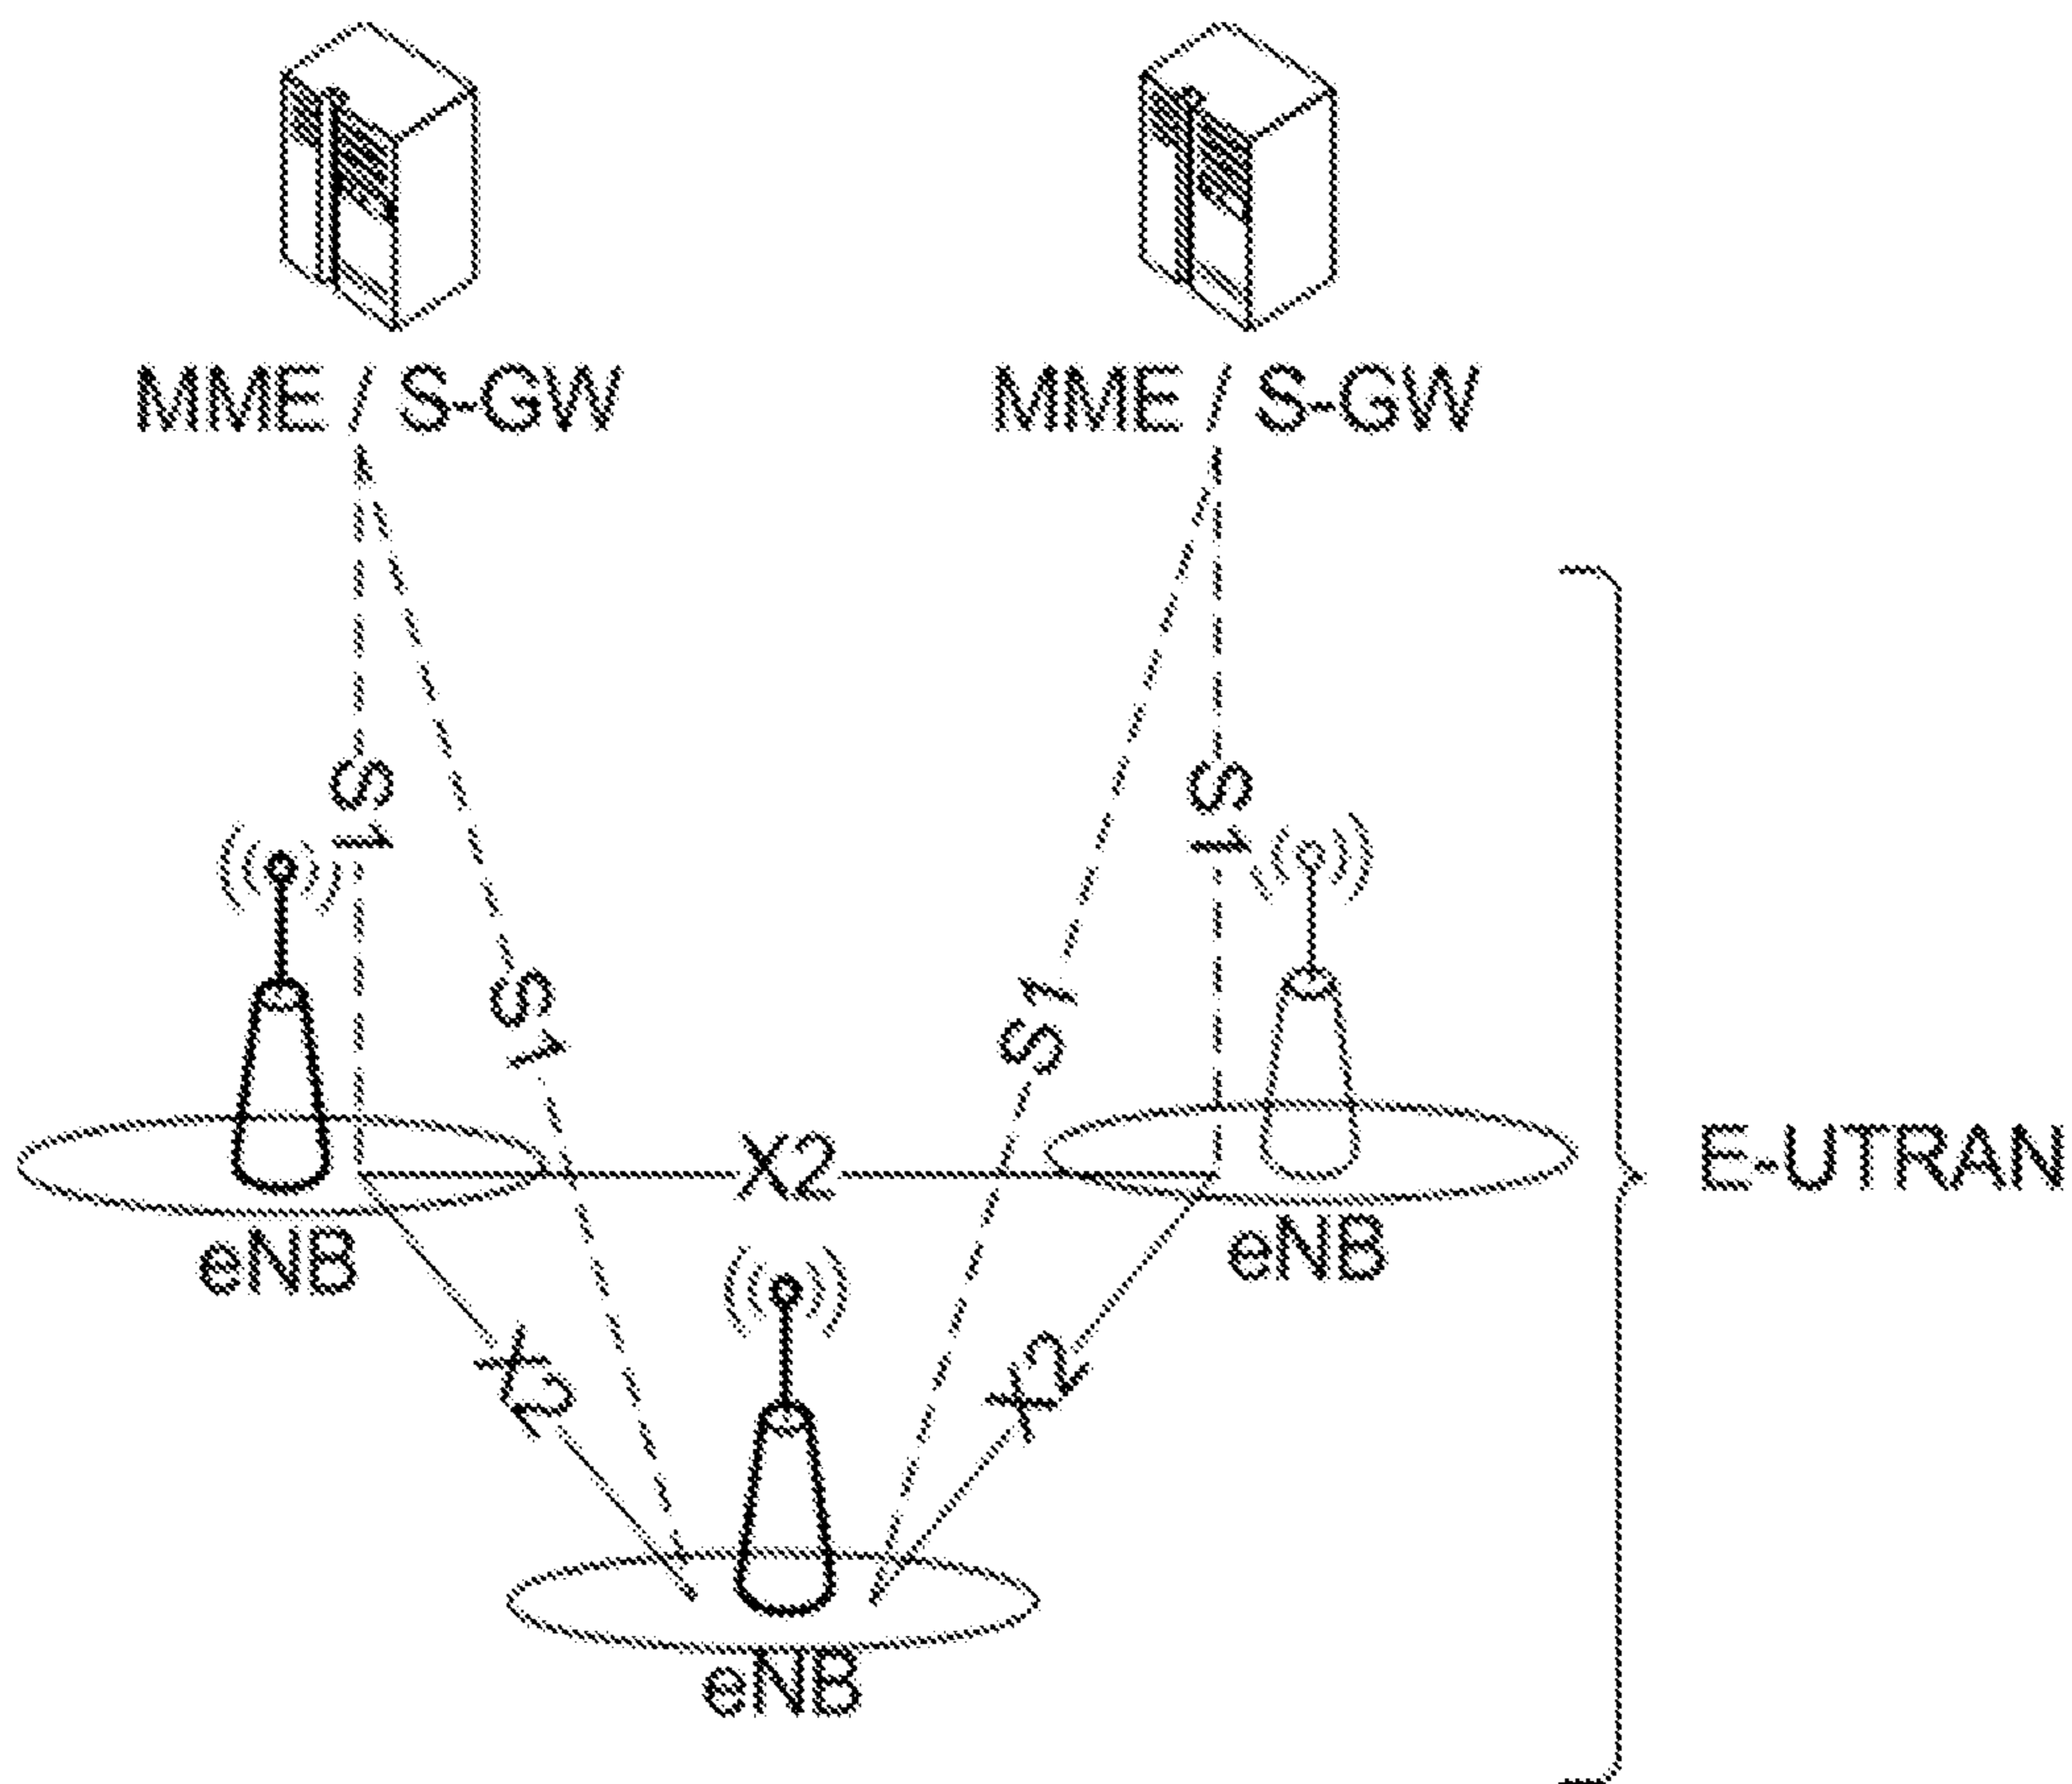 MME / S-GW
MME / S-GW
S1
S1
S1
S1
X2
E-UTRAN
eNB
eNB
X2
X2
eNB